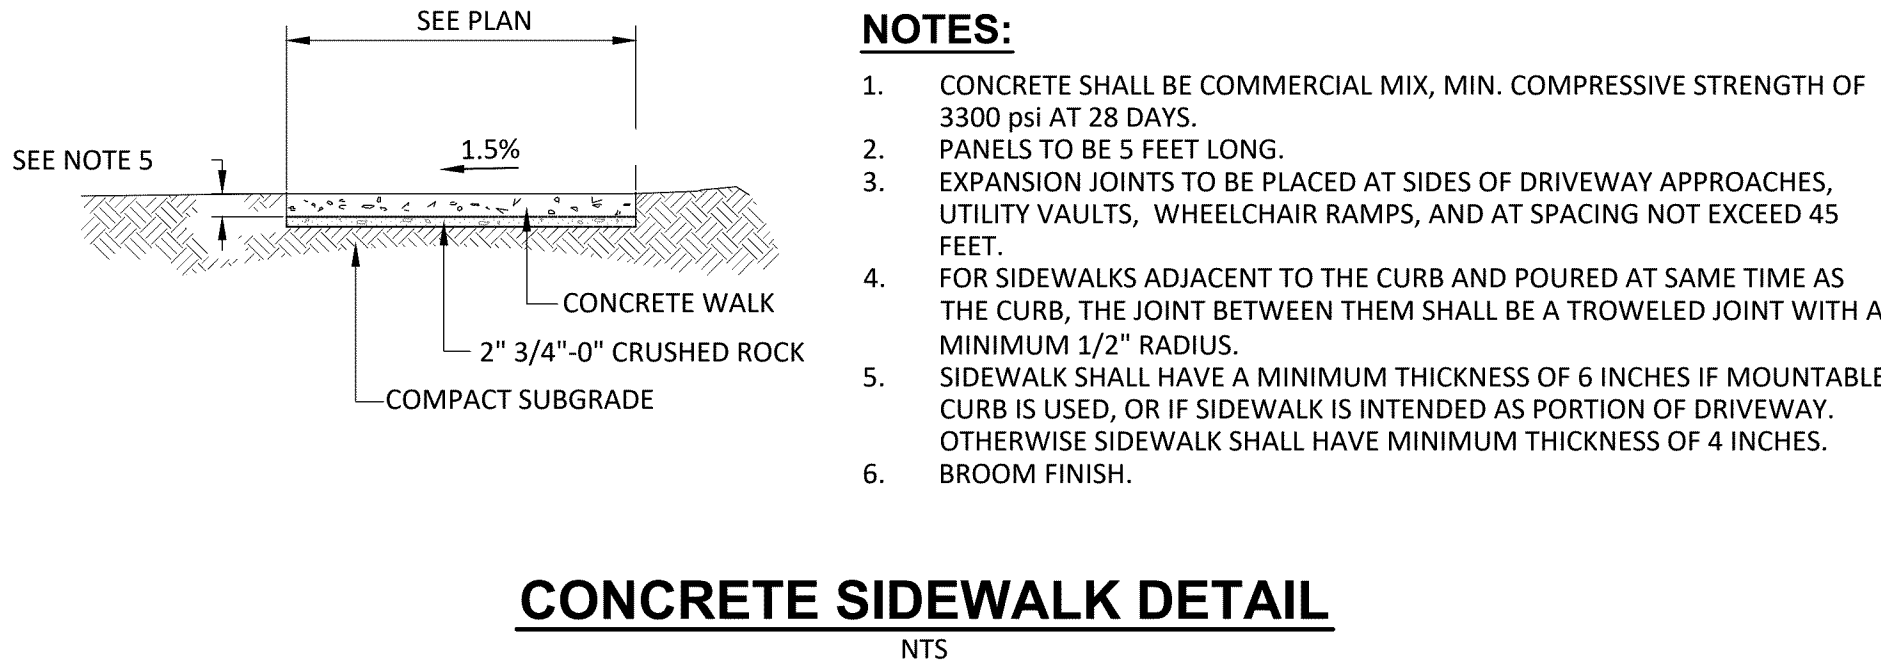 SEE PLAN
SEE NOTE 5
1.5%
CONCRETE WALK
2" 3/4"-0" CRUSHED ROCK
COMPACT SUBGRADE
NOTES:
1. CONCRETE SHALL BE COMMERCIAL MIX, MIN. COMPRESSIVE STRENGTH OF
3300 psi AT 28 DAYS.
2. PANELS TO BE 5 FEET LONG.
3. EXPANSION JOINTS TO BE PLACED AT SIDES OF DRIVEWAY APPROACHES,
UTILITY VAULTS, WHEELCHAIR RAMPS, AND AT SPACING NOT EXCEED 45
FEET.
4. FOR SIDEWALKS ADJACENT TO THE CURB AND POURED AT SAME TIME AS
THE CURB, THE JOINT BETWEEN THEM SHALL BE A TROWELED JOINT WITH A
MINIMUM 1/2" RADIUS.
5. SIDEWALK SHALL HAVE A MINIMUM THICKNESS OF 6 INCHES IF MOUNTABLE
CURB IS USED, OR IF SIDEWALK IS INTENDED AS PORTION OF DRIVEWAY.
OTHERWISE SIDEWALK SHALL HAVE MINIMUM THICKNESS OF 4 INCHES.
6. BROOM FINISH.
CONCRETE SIDEWALK DETAIL
NTS